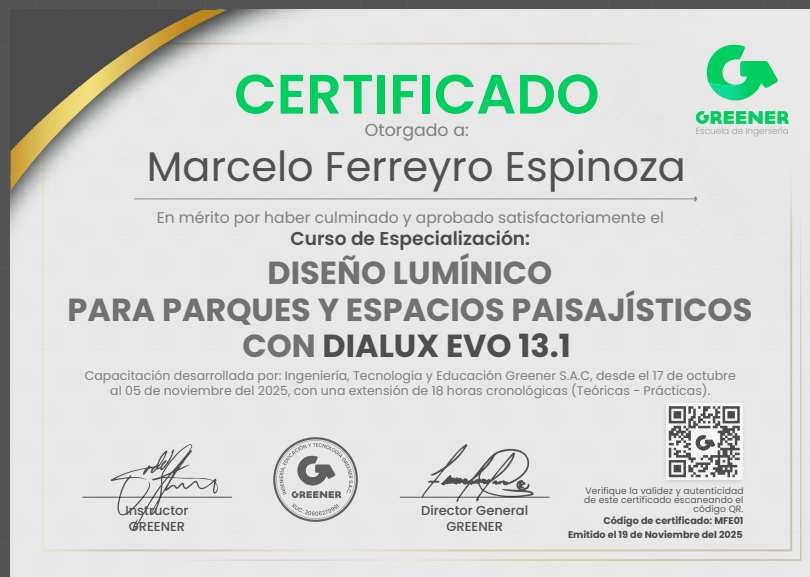 CERTIFICADO
GREENER
Escuela de Ingeniería
Otorgado a:
Marcelo Ferreyro Espinoza
En mérito por haber culminado y aprobado satisfactoriamente el
Curso de Especialización:
DISEÑO LUMÍNICO
PARA PARQUES Y ESPACIOS PAISAJÍSTICOS
CON DIALUX EVO 13.1
Capacitación desarrollada por: Ingeniería, Tecnología y Educación Greener S.A.C, desde el 17 de octubre
al 05 de noviembre del 2025, con una extensión de 18 horas cronológicas (Teóricas - Prácticas).
Instructor
GREENER
INGENIERÍA, EDUCACIÓN Y TECNOLOGÍA GREENER S.A.C.
GREENER
Director General
GREENER
Verifique la validez y autenticidad
de este certificado escaneando el
código QR.
Código de certificado: MFE01
Emitido el 19 de Noviembre del 2025